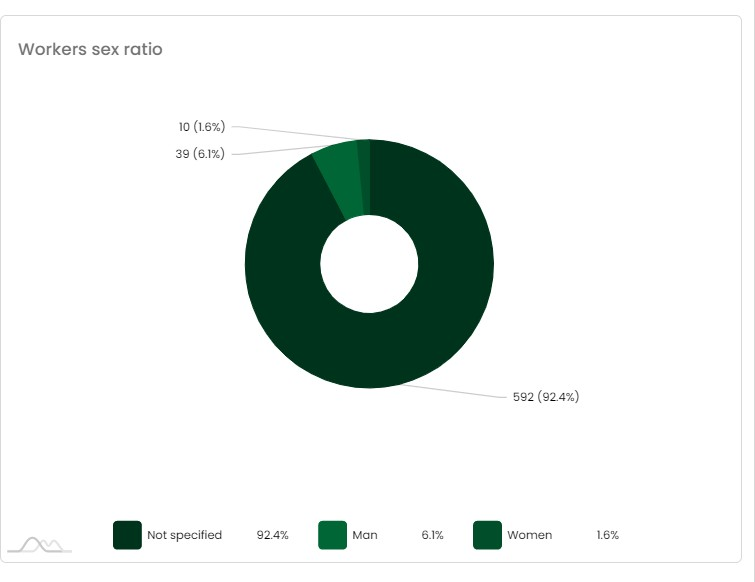 Workers sex ratio
10 (1.6%)
39 (6.1%)
592 (92.4%)
Not specified 92.4% Man 6.1% Women 1.6%